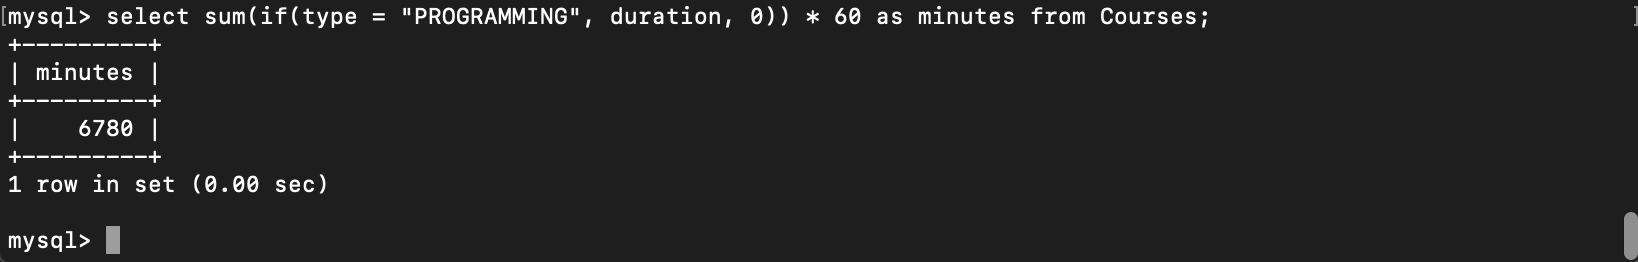 mysql> select sum(if(type = "PROGRAMMING", duration, 0)) * 60 as minutes from Courses;
+---------+
| minutes |
+---------+
|    6780 |
+---------+
1 row in set (0.00 sec)
mysql>